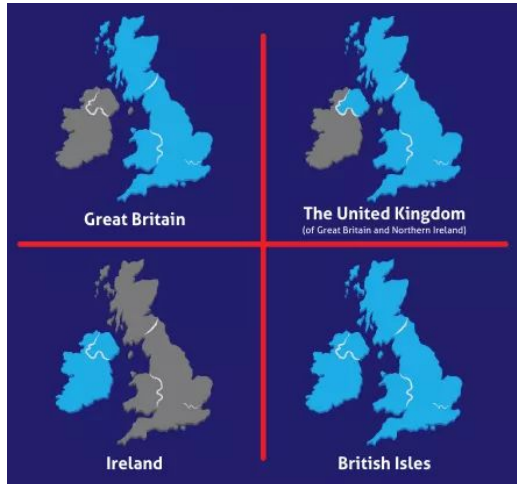 Great Britain
The United Kingdom
(of Great Britain and Northern Ireland)
Ireland
British Isles